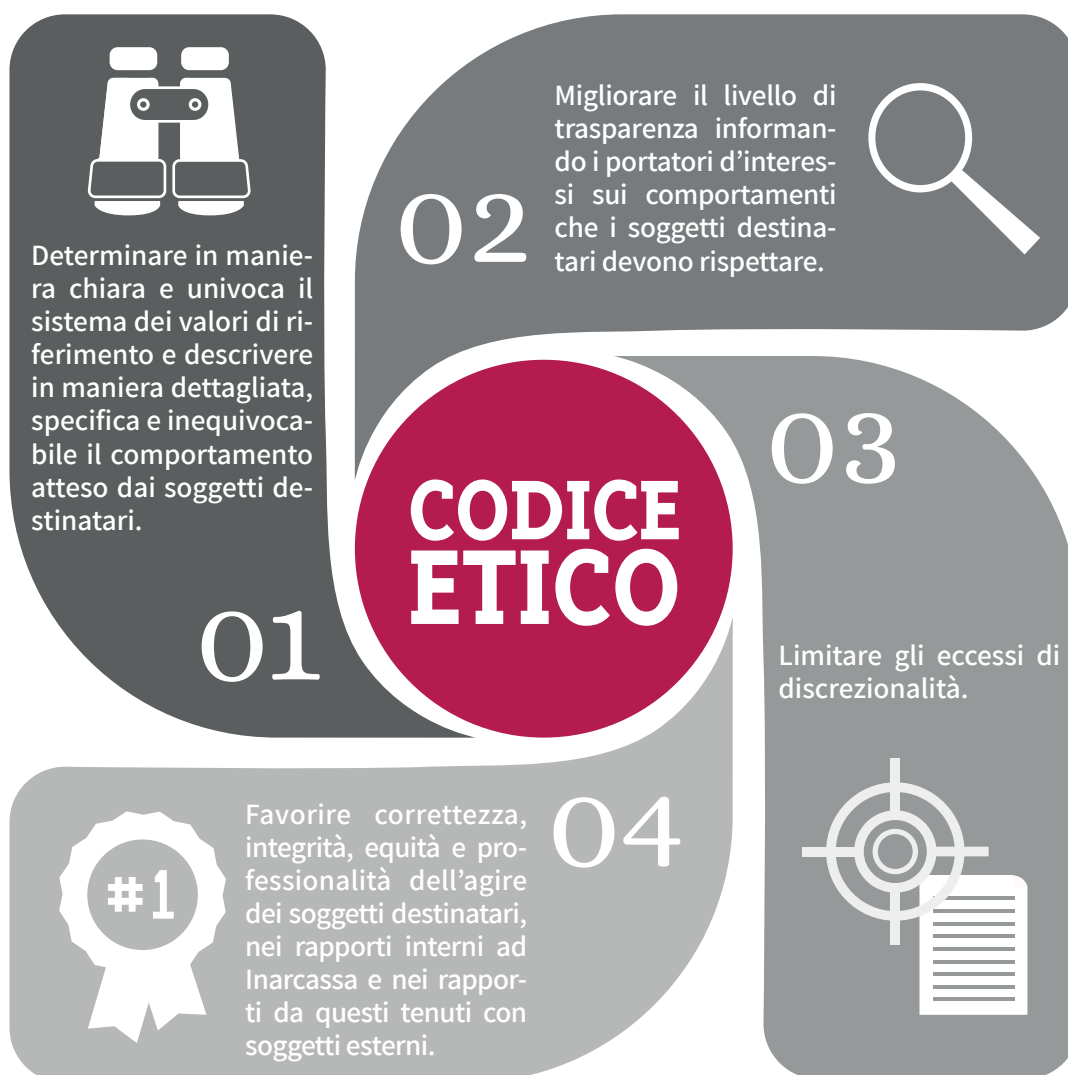 Determinare in manie-
ra chiara e univoca il
sistema dei valori di ri-
ferimento e descrivere
in maniera dettagliata,
specifica e inequivoca-
bile il comportamento
atteso dai soggetti de-
stinatari.
01
02
Migliorare il livello di
trasparenza informan-
do i portatori d’interes-
si sui comportamenti
che i soggetti destina-
tari devono rispettare.
CODICE
ETICO
03
Limitare gli eccessi di
discrezionalità.
#1
Favorire correttezza,
integrità, equità e pro-
fessionalità dell’agire
dei soggetti destinatari,
nei rapporti interni ad
Inarcassa e nei rappor-
ti da questi tenuti con
soggetti esterni.
04